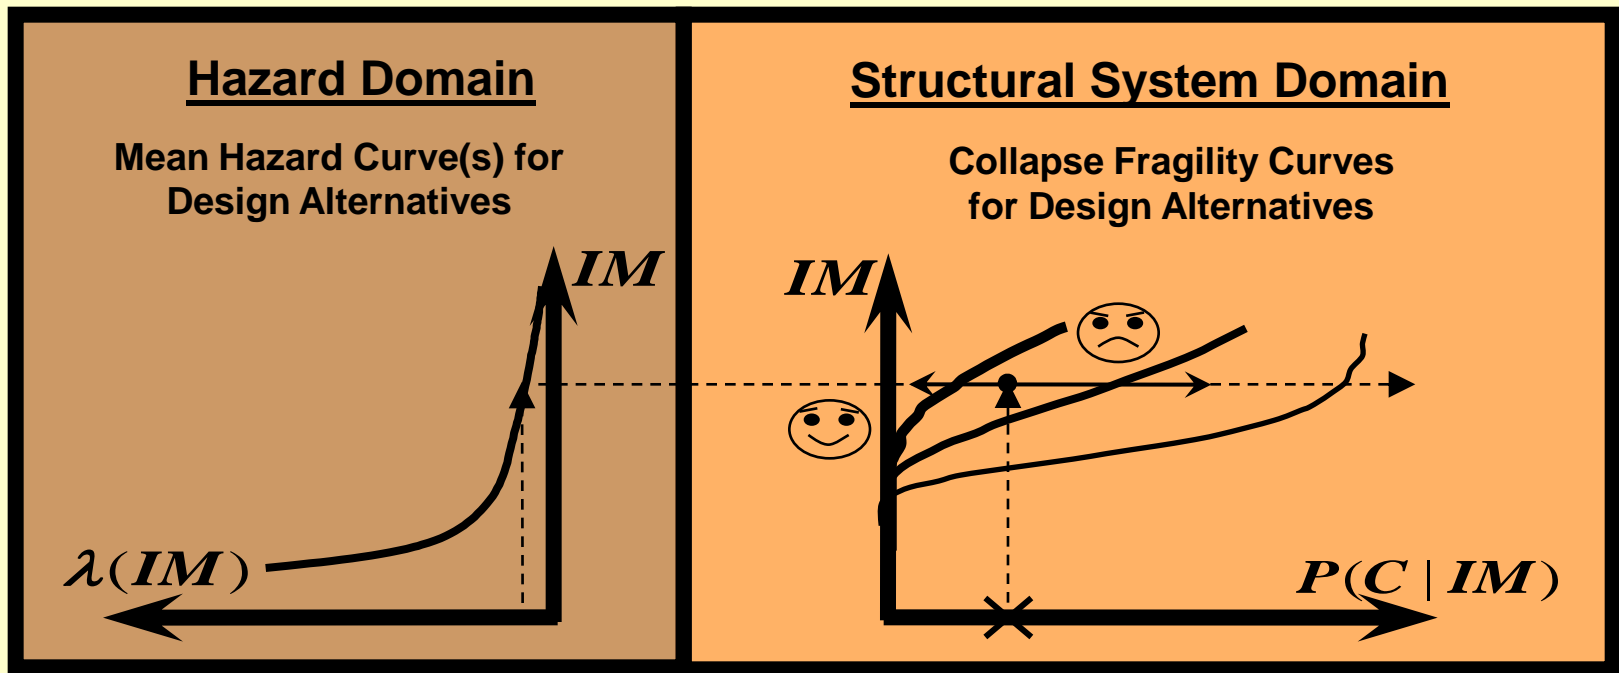 Hazard Domain
Mean Hazard Curve(s) for
Design Alternatives
IM
λ(IM)
Structural System Domain
Collapse Fragility Curves
for Design Alternatives
IM
P(C | IM)